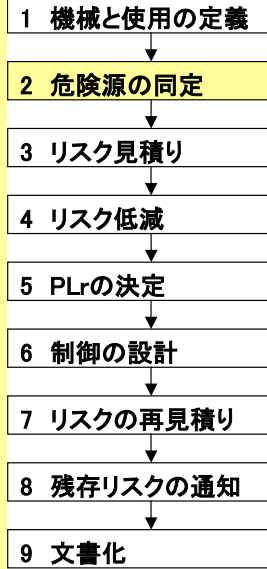 1 機械と使用の定義
2 危険源の同定
3 リスク見積り
4 リスク低減
5 PLrの決定
6 制御の設計
7 リスクの再見積り
8 残存リスクの通知
9 文書化